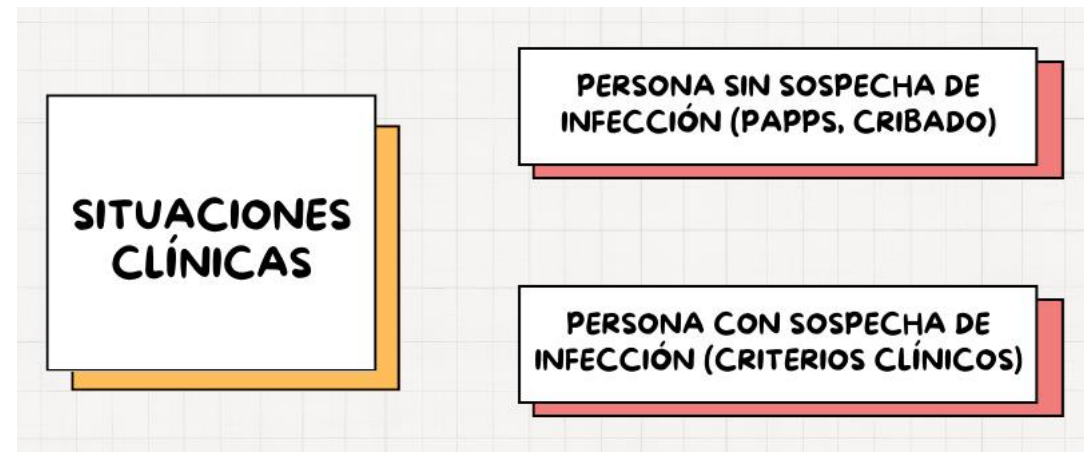 SITUACIONES
CLÍNICAS
PERSONA SIN SOSPECHA DE
INFECCIÓN (PAPPS, CRIBADO)
PERSONA CON SOSPECHA DE
INFECCIÓN (CRITERIOS CLÍNICOS)